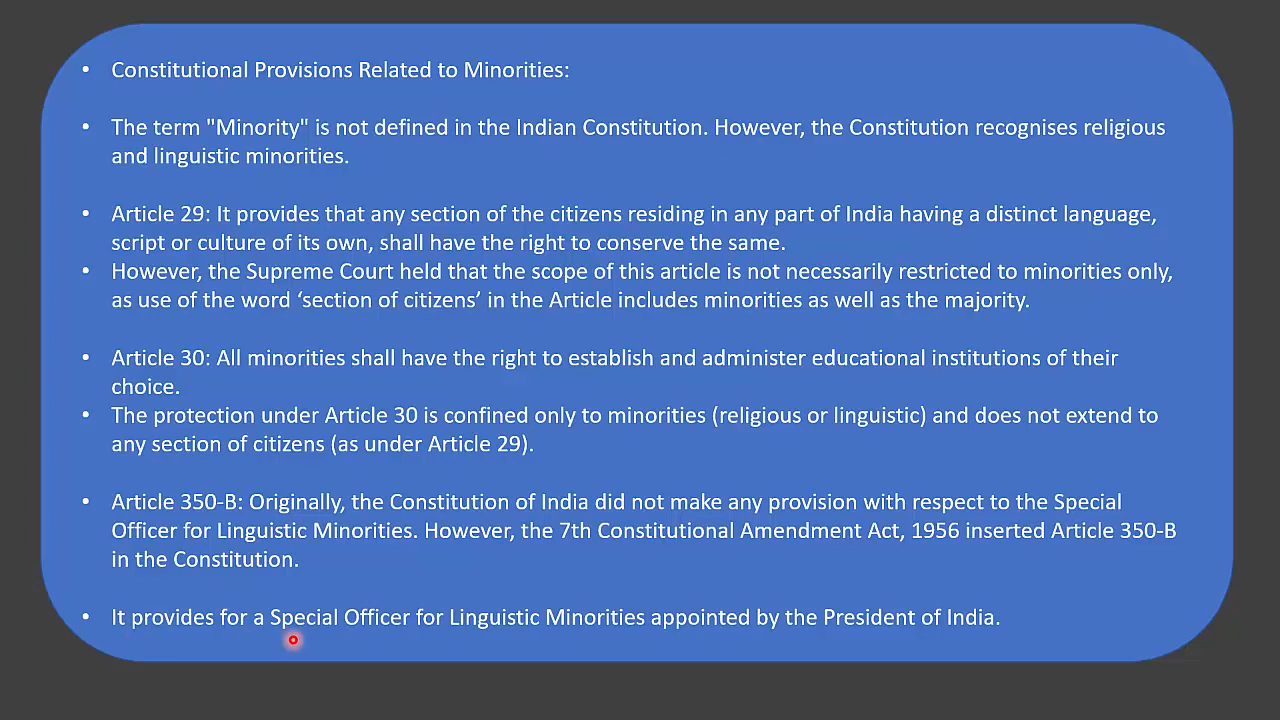 • Constitutional Provisions Related to Minorities:
• The term "Minority" is not defined in the Indian Constitution. However, the Constitution recognises religious
and linguistic minorities.
• Article 29: It provides that any section of the citizens residing in any part of India having a distinct language,
script or culture of its own, shall have the right to conserve the same.
• However, the Supreme Court held that the scope of this article is not necessarily restricted to minorities only,
as use of the word ‘section of citizens’ in the Article includes minorities as well as the majority.
• Article 30: All minorities shall have the right to establish and administer educational institutions of their
choice.
• The protection under Article 30 is confined only to minorities (religious or linguistic) and does not extend to
any section of citizens (as under Article 29).
• Article 350-B: Originally, the Constitution of India did not make any provision with respect to the Special
Officer for Linguistic Minorities. However, the 7th Constitutional Amendment Act, 1956 inserted Article 350-B
in the Constitution.
• It provides for a Special Officer for Linguistic Minorities appointed by the President of India.